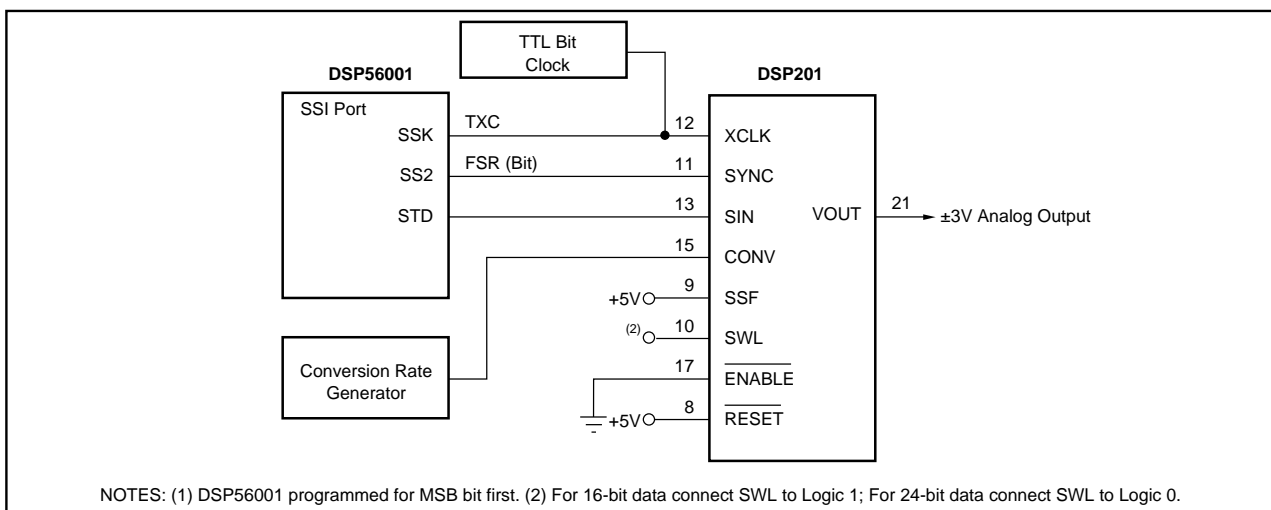 TTL Bit
Clock
DSP56001
DSP201
SSI Port
SSK
TXC
12
XCLK
SS2
FSR (Bit)
11
SYNC
STD
13
SIN
VOUT
21
±3V Analog Output
15
CONV
+5V
9
SSF
(2)
10
SWL
Conversion Rate
Generator
17
ENABLE
+5V
8
RESET
NOTES: (1) DSP56001 programmed for MSB bit first. (2) For 16-bit data connect SWL to Logic 1; For 24-bit data connect SWL to Logic 0.